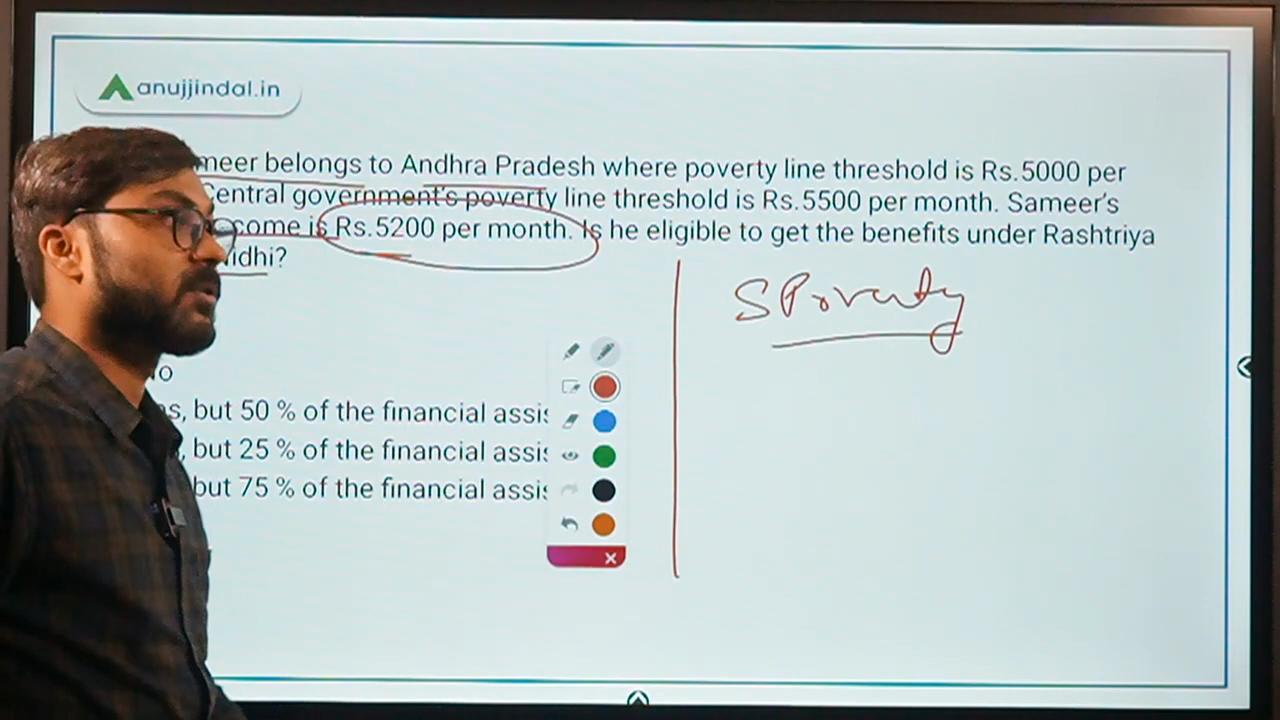 anujjindal.in
meer belongs to Andhra Pradesh where poverty line threshold is Rs.5000 per
Central government's poverty line threshold is Rs.5500 per month. Sameer's
come is Rs.5200 per month. Is he eligible to get the benefits under Rashtriya
idhi?
S Poverty
o
s, but 50 % of the financial assis
, but 25 % of the financial assis
but 75 % of the financial assis